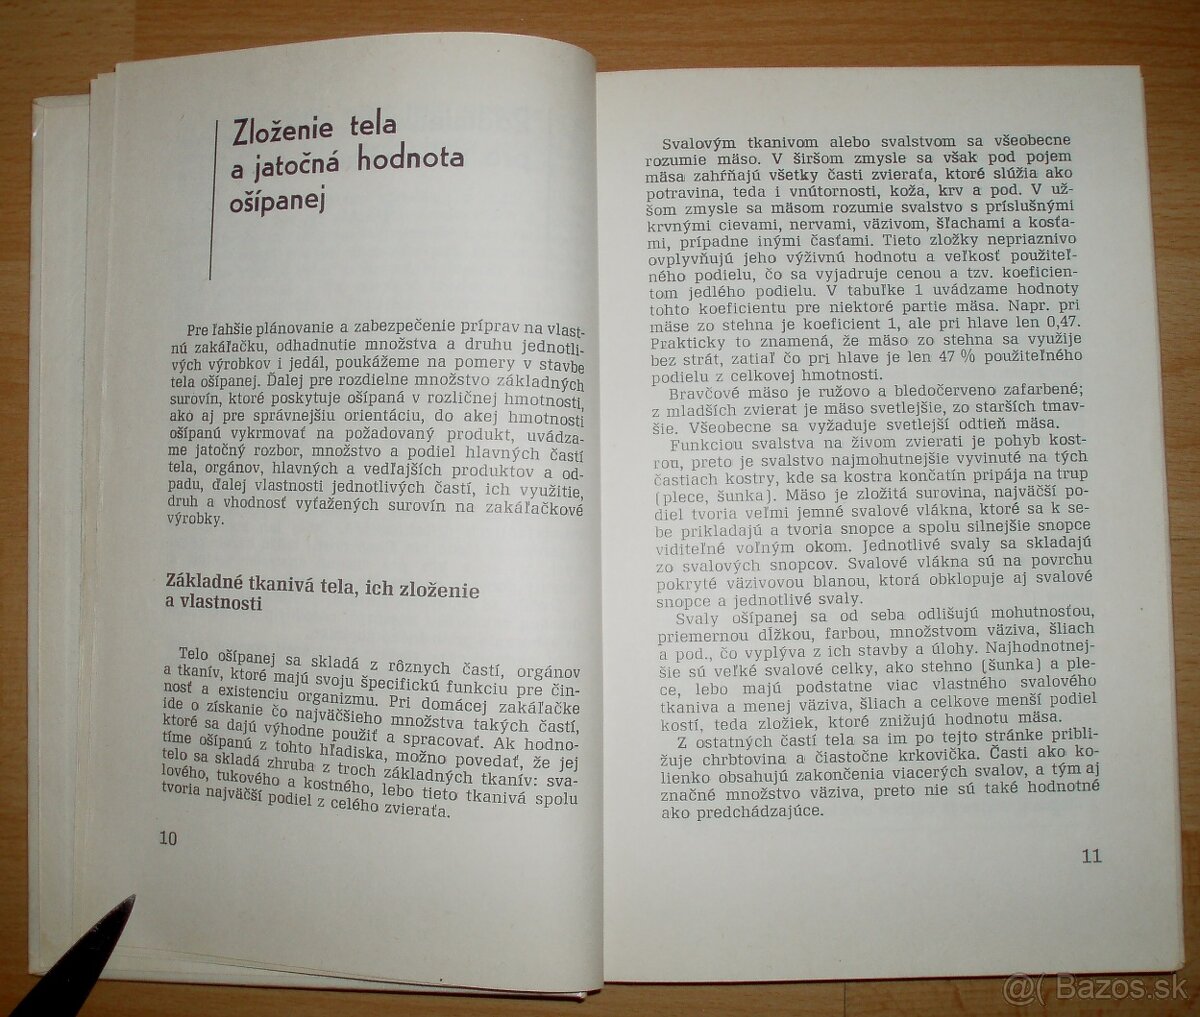 Zloženie tela
a jatočná hodnota
ošípanej
Pre ľahšie plánovanie a zabezpečenie príprav na vlast-
nú zakáľačku, odhadnutie množstva a druhu jednotli-
vých výrobkov i jedál, poukážeme na pomery v stavbe
tela ošípanej. Ďalej pre rozdielne množstvo základných
surovín, ktoré poskytuje ošípaná v rozličnej hmotnosti,
ako aj pre správnejšiu orientáciu, do akej hmotnosti
ošípanú vykrmovať na požadovaný produkt, uvádza-
me jatočný rozbor, množstvo a podiel hlavných častí
tela, orgánov, hlavných a vedľajších produktov a od-
padu, ďalej vlastnosti jednotlivých častí, ich využitie,
druh a vhodnosť vyťažených surovín na zakáľačkové
výrobky.
Základné tkanivá tela, ich zloženie
a vlastnosti
Telo ošípanej sa skladá z rôznych častí, orgánov
a tkanív, ktoré majú svoju špecifickú funkciu pre čin-
nosť a existenciu organizmu. Pri domácej zakáľačke
ide o získanie čo najväčšieho množstva takých častí,
ktoré sa dajú výhodne použiť a spracovať. Ak hodno-
tíme ošípanú z tohto hľadiska, možno povedať, že jej
telo sa skladá zhruba z troch základných tkanív: sva-
lového, tukového a kostného, lebo tieto tkanivá spolu
tvoria najväčší podiel z celého zvieraťa.
10
Svalovým tkanivom alebo svalstvom sa všeobecne
rozumie mäso. V širšom zmysle sa však pod pojem
mäsa zahŕňajú všetky časti zvieraťa, ktoré slúžia ako
potravina, teda i vnútornosti, koža, krv a pod. V už-
šom zmysle sa mäsom rozumie svalstvo s príslušnými
krvnými cievami, nervami, väzivom, šľachami a kosťa-
mi, prípadne inými časťami. Tieto zložky nepriaznivo
ovplyvňujú jeho výživnú hodnotu a veľkosť použiteľ-
ného podielu, čo sa vyjadruje cenou a tzv. koeficien-
tom jedlého podielu. V tabuľke 1 uvádzame hodnoty
tohto koeficientu pre niektoré partie mäsa. Napr. pri
mäse zo stehna je koeficient 1, ale pri hlave len 0,47.
Prakticky to znamená, že mäso zo stehna sa využije
bez strát, zatiaľ čo pri hlave je len 47 % použiteľného
podielu z celkovej hmotnosti.
Bravčové mäso je ružovo a bledočerveno zafarbené;
z mladších zvierat je mäso svetlejšie, zo starších tmav-
šie. Všeobecne sa vyžaduje svetlejší odtieň mäsa.
Funkciou svalstva na živom zvierati je pohyb kost-
rou, preto je svalstvo najmohutnejšie vyvinuté na tých
častiach kostry, kde sa kostra končatín pripája na trup
(plece, šunka). Mäso je zložitá surovina, najväčší po-
diel tvoria veľmi jemné svalové vlákna, ktoré sa k se-
be prikladajú a tvoria snopce a spolu silnejšie snopce
viditeľné voľným okom. Jednotlivé svaly sa skladajú
zo svalových snopcov. Svalové vlákna sú na povrchu
pokryté väzivovou blanou, ktorá obklopuje aj svalové
snopce a jednotlivé svaly.
Svaly ošípanej sa od seba odlišujú mohutnosťou,
priemernou dĺžkou, farbou, množstvom väziva, šliach
a pod., čo vyplýva z ich stavby a úlohy. Najhodnotnej-
šie sú veľké svalové celky, ako stehno (šunka) a ple-
ce, lebo majú podstatne viac vlastného svalového
tkaniva a menej väziva, šliach a celkove menší podiel
kostí, teda zložiek, ktoré znižujú hodnotu mäsa.
Z ostatných častí tela sa im po tejto stránke pribli-
žuje chrbtovina a čiastočne krkovička. Časti ako ko-
lienko obsahujú zakončenia viacerých svalov, a tým aj
značné množstvo väziva, preto nie sú také hodnotné
ako predchádzajúce.
11
@( Bazos.sk